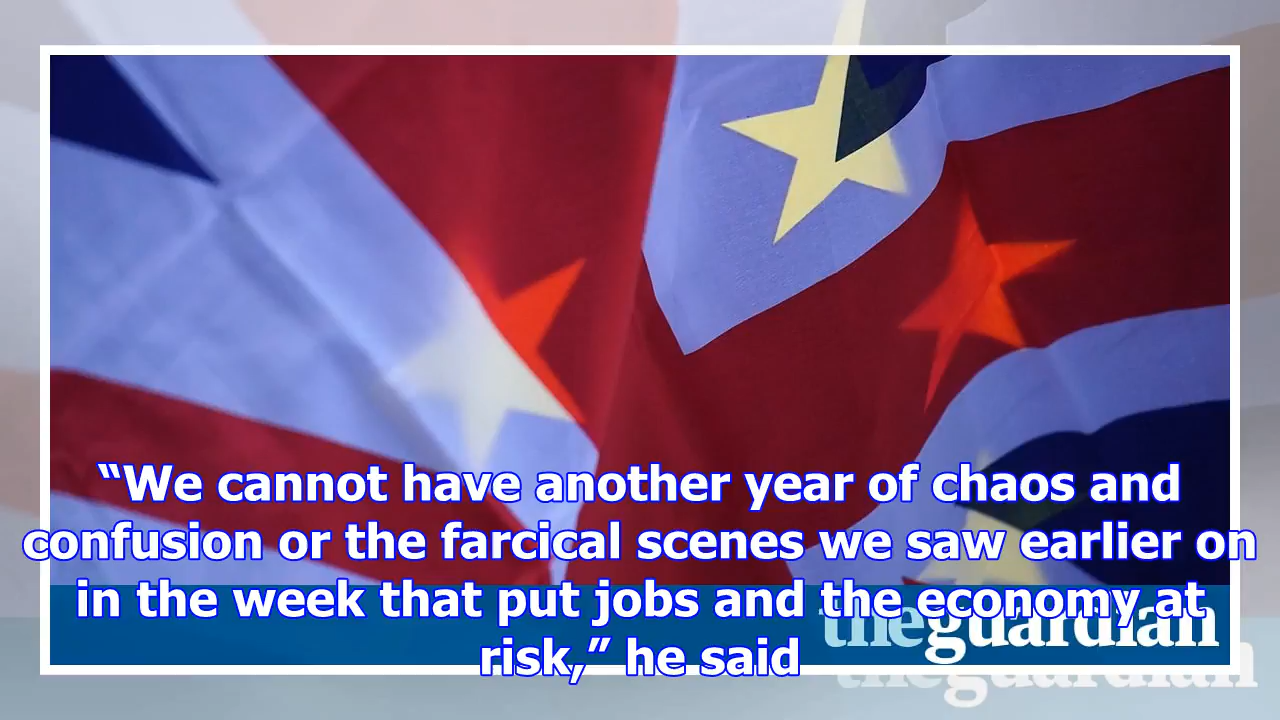 “We cannot have another year of chaos and
confusion or the farcical scenes we saw earlier on
in the week that put jobs and the economy at
risk,” he said
theguardian
theguardian